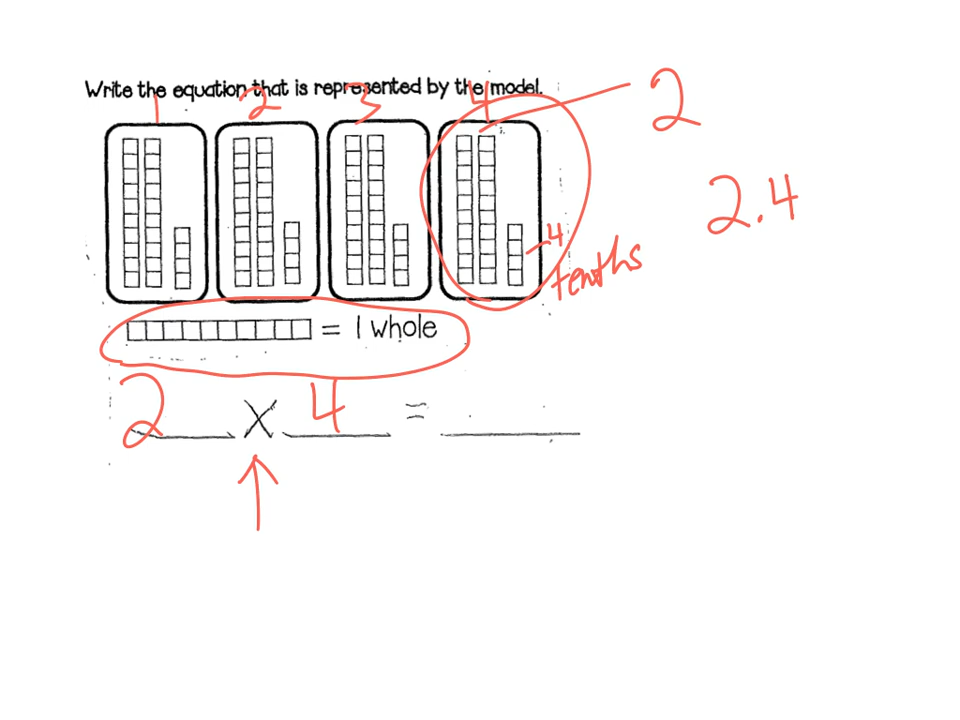 Write the equation that is represented by the model.
1 2 3 4
2
2.4
4
tenths
= 1 whole
2 X 4 =